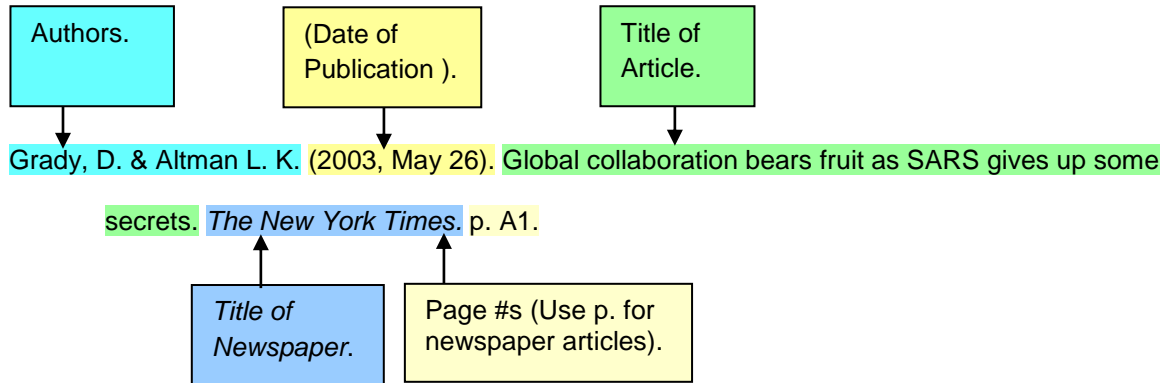 Authors.
(Date of
Publication ).
Title of
Article.
Grady, D. & Altman L. K. (2003, May 26). Global collaboration bears fruit as SARS gives up some
secrets. The New York Times. p. A1.
Title of
Newspaper.
Page #s (Use p. for
newspaper articles).